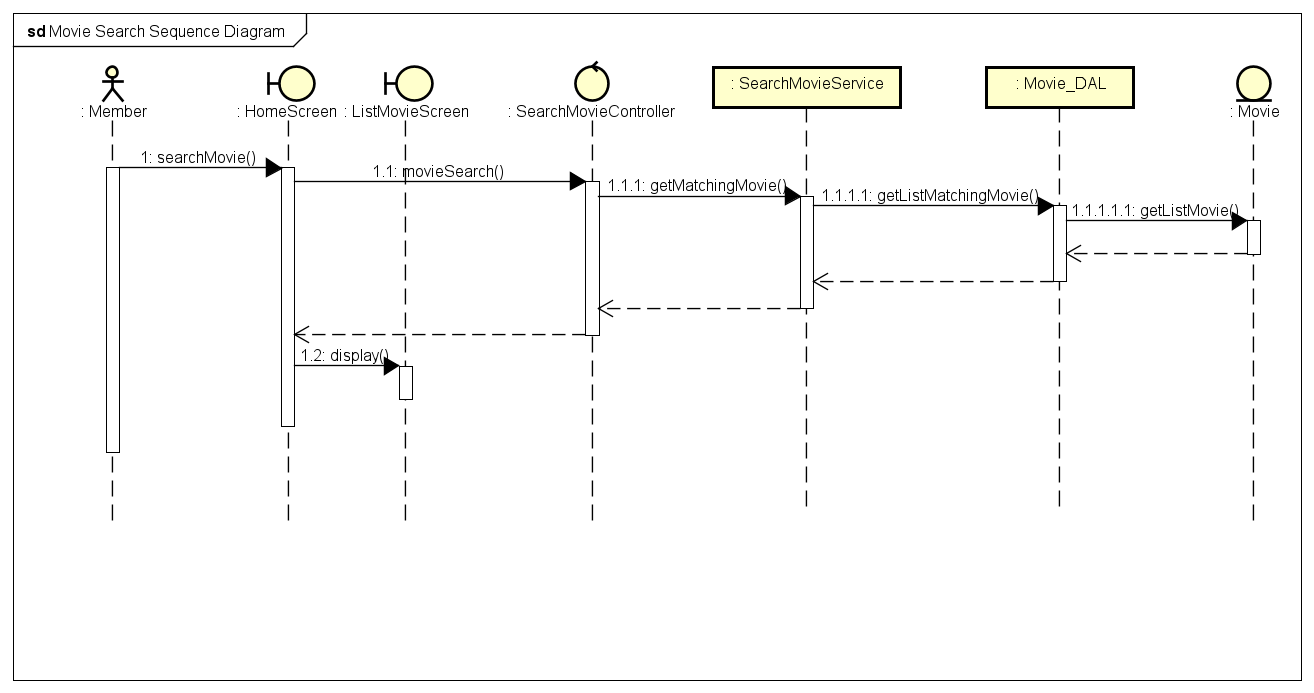 sd Movie Search Sequence Diagram
: SearchMovieService
: Movie_DAL
: Member
: HomeScreen
: ListMovieScreen
: SearchMovieController
: Movie
1: searchMovie()
1.1: movieSearch()
1.1.1: getMatchingMovie()
1.1.1.1: getListMatchingMovie()
1.1.1.1.1: getListMovie()
1.2: display()